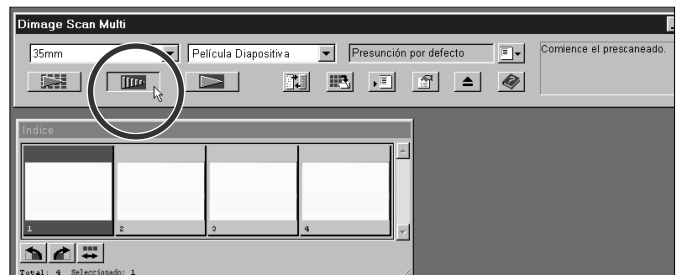 Dimage Scan Multi
35mm Película Diapositiva Presunción por defecto Comience el prescaneado.
Indice
1 2 3 4
Total: 4 Seleccionado: 1